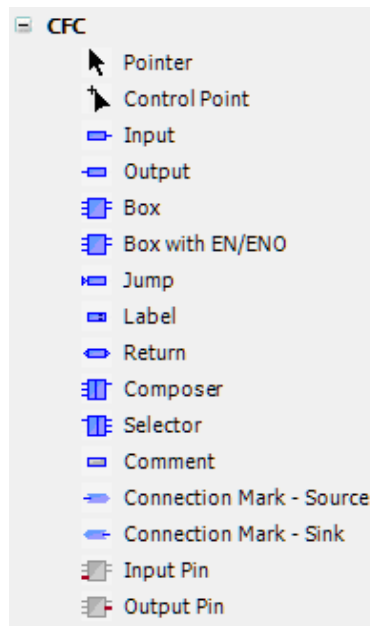 CFC
Pointer
Control Point
Input
Output
Box
Box with EN/ENO
Jump
Label
Return
Composer
Selector
Comment
Connection Mark - Source
Connection Mark - Sink
Input Pin
Output Pin